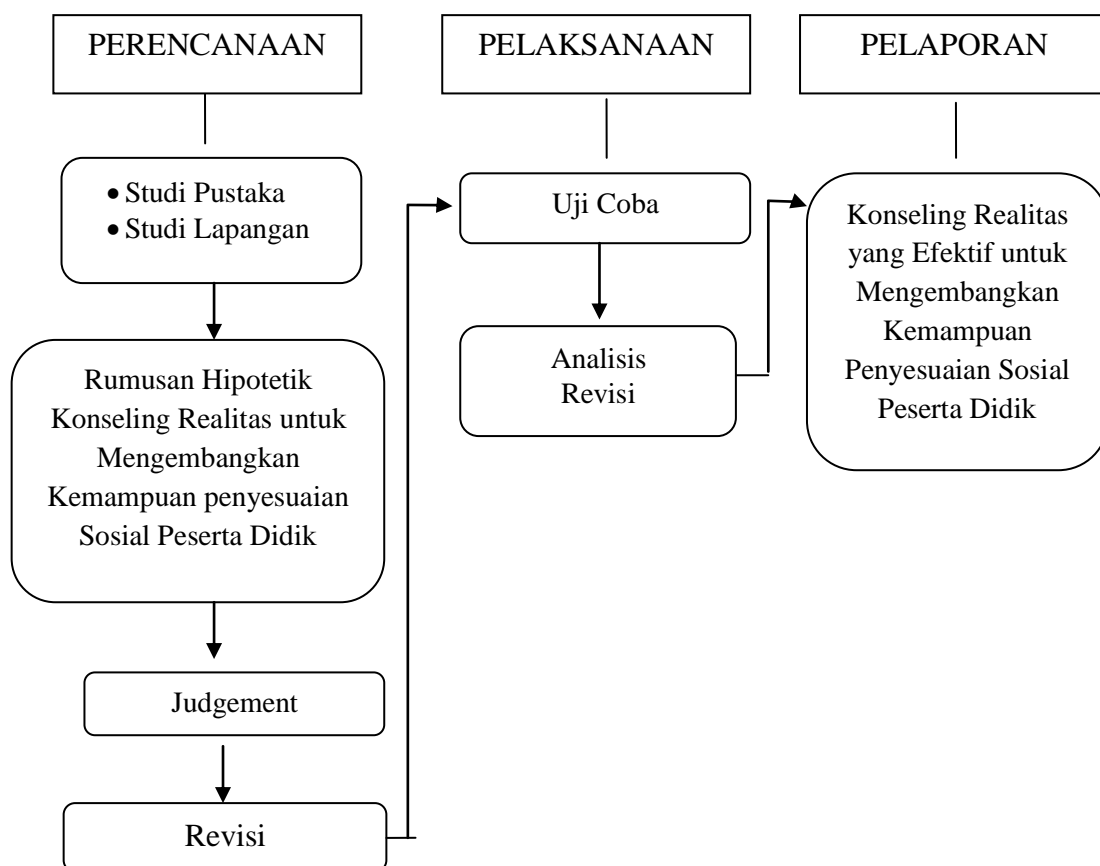 PERENCANAAN
• Studi Pustaka
• Studi Lapangan
Rumusan Hipotetik
Konseling Realitas untuk
Mengembangkan
Kemampuan penyesuaian
Sosial Peserta Didik
Judgement
Revisi
PELAKSANAAN
Uji Coba
Analisis
Revisi
PELAPORAN
Konseling Realitas
yang Efektif untuk
Mengembangkan
Kemampuan
Penyesuaian Sosial
Peserta Didik